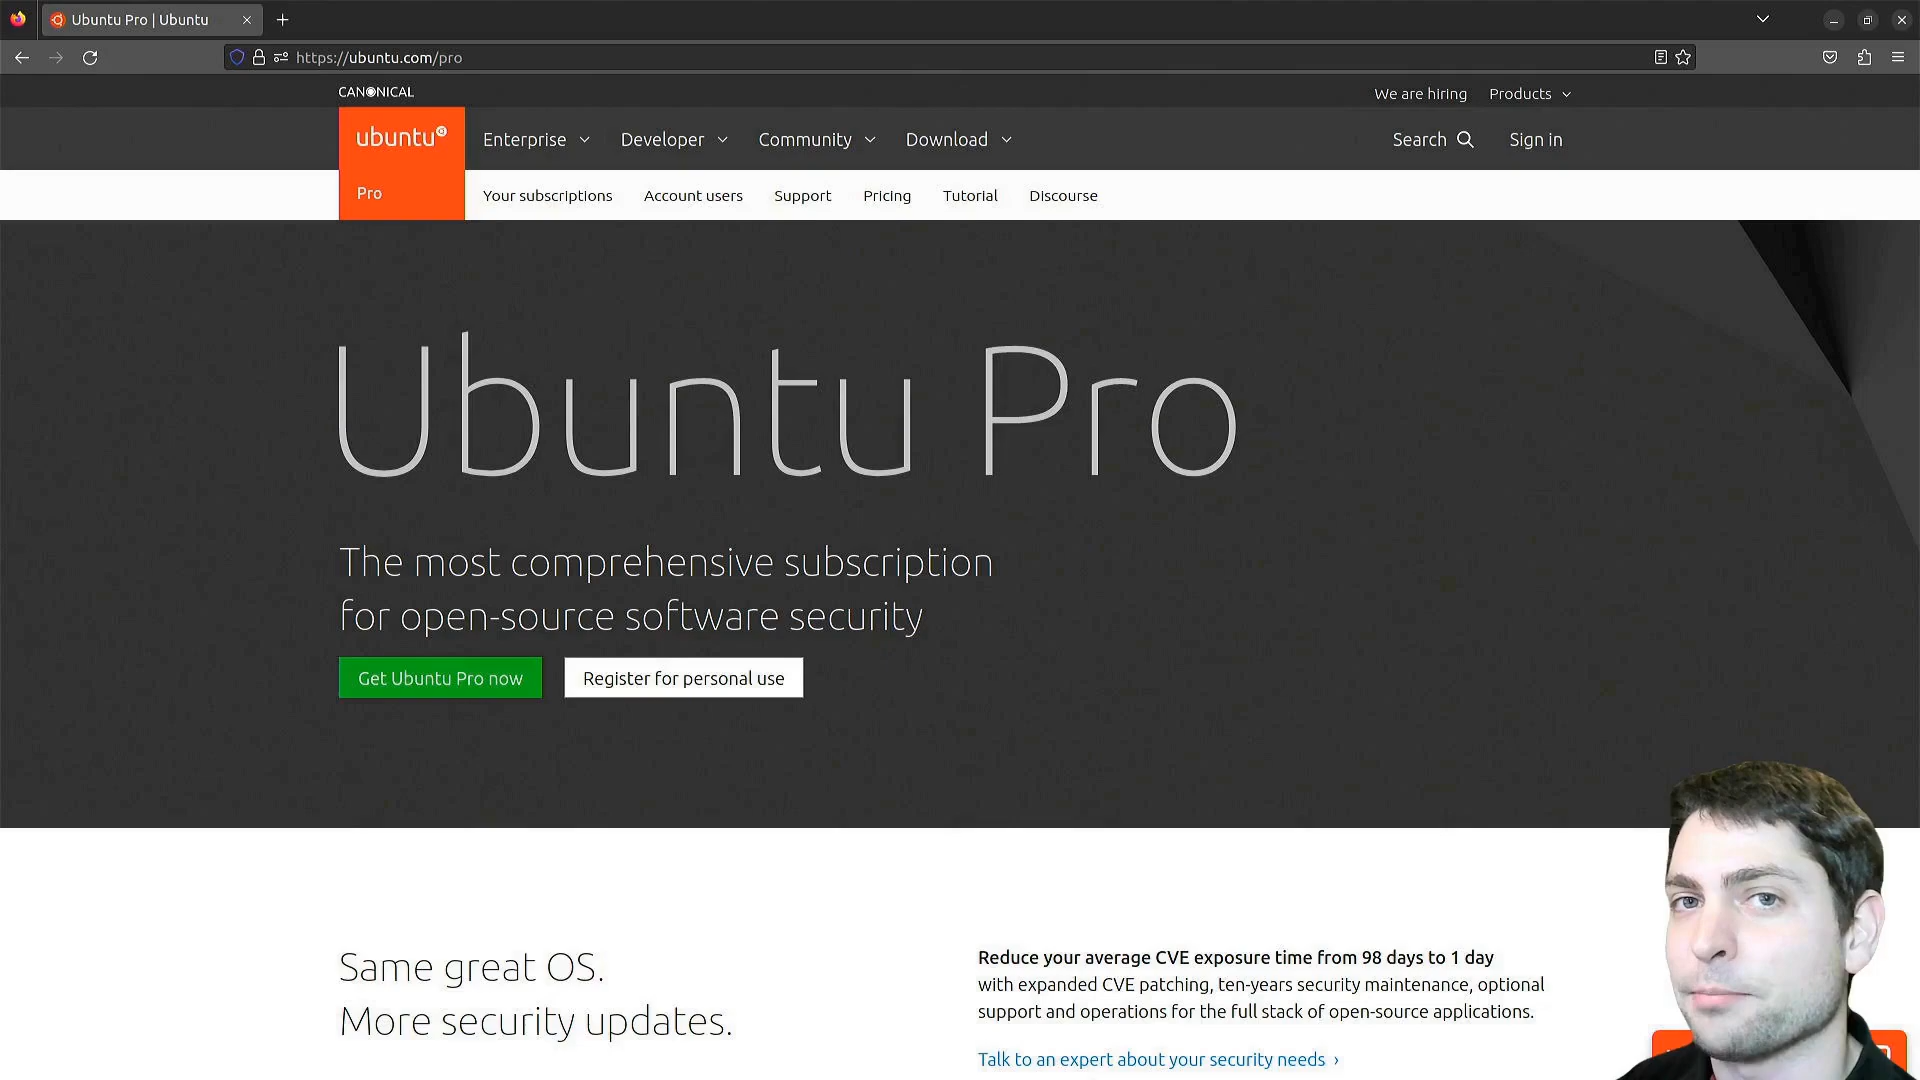 Ubuntu Pro | Ubuntu
https://ubuntu.com/pro
CANONICAL
We are hiring
Products
ubuntu
Enterprise
Developer
Community
Download
Search
Sign in
Pro
Your subscriptions
Account users
Support
Pricing
Tutorial
Discourse
Ubuntu Pro
The most comprehensive subscription
for open-source software security
Get Ubuntu Pro now
Register for personal use
Same great OS.
More security updates.
Reduce your average CVE exposure time from 98 days to 1 day
with expanded CVE patching, ten-years security maintenance, optional
support and operations for the full stack of open-source applications.
Talk to an expert about your security needs ›